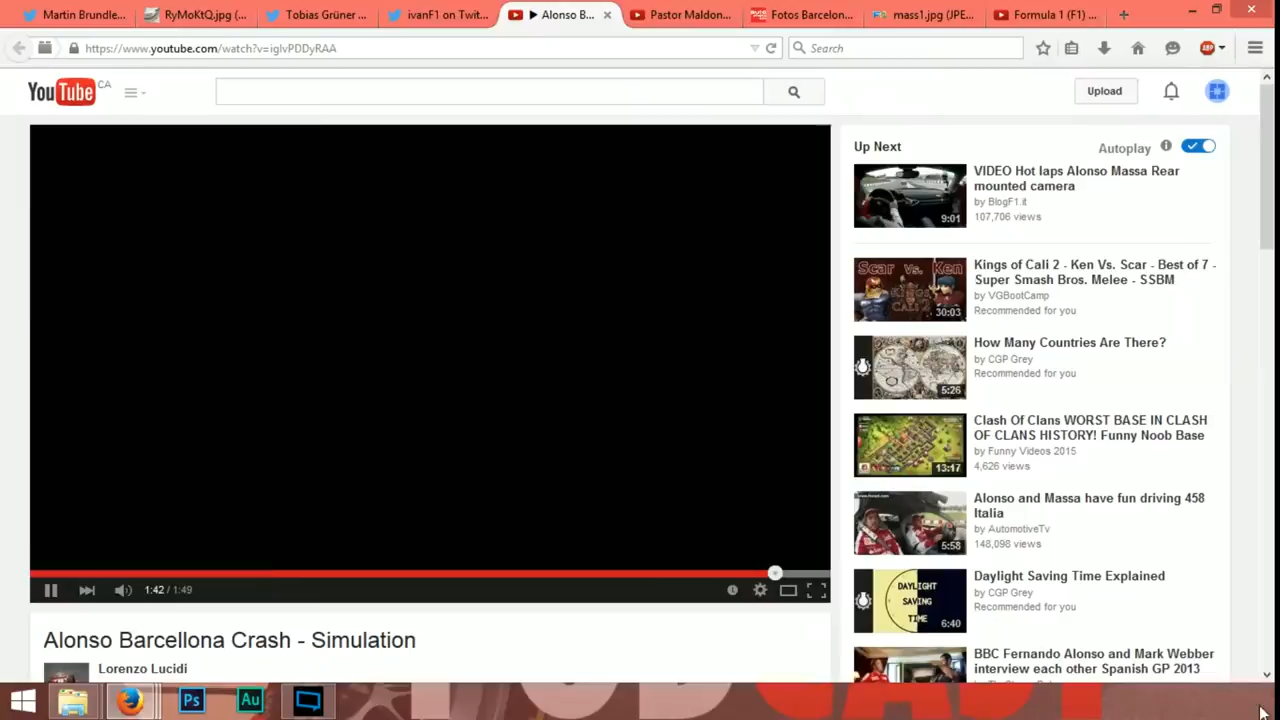 Martin Brundle...
RyMoKtQ.jpg (...
Tobias Grüner ...
ivanF1 on Twit...
▶ Alonso B...
Pastor Maldon...
Fotos Barcelon...
mass1.jpg (JPE...
Formula 1 (F1) ...
https://www.youtube.com/watch?v=iglvPDDyRAA
Search
ABP
YouTube CA
Upload
Up Next
Autoplay
VIDEO Hot laps Alonso Massa Rear
mounted camera
by BlogF1.it
107,706 views
9:01
Kings of Cali 2 - Ken Vs. Scar - Best of 7 -
Super Smash Bros. Melee - SSBM
by VGBootCamp
Recommended for you
Scar vs. Ken
30:03
How Many Countries Are There?
by CGP Grey
Recommended for you
5:26
Clash Of Clans WORST BASE IN CLASH
OF CLANS HISTORY! Funny Noob Base
by Funny Videos 2015
4,626 views
13:17
Alonso and Massa have fun driving 458
Italia
by AutomotiveTv
148,098 views
5:58
Daylight Saving Time Explained
by CGP Grey
Recommended for you
DAYLIGHT
SAVING
TIME
6:40
BBC Fernando Alonso and Mark Webber
interview each other Spanish GP 2013
1:42 / 1:49
Alonso Barcellona Crash - Simulation
Lorenzo Lucidi
Ps
Au